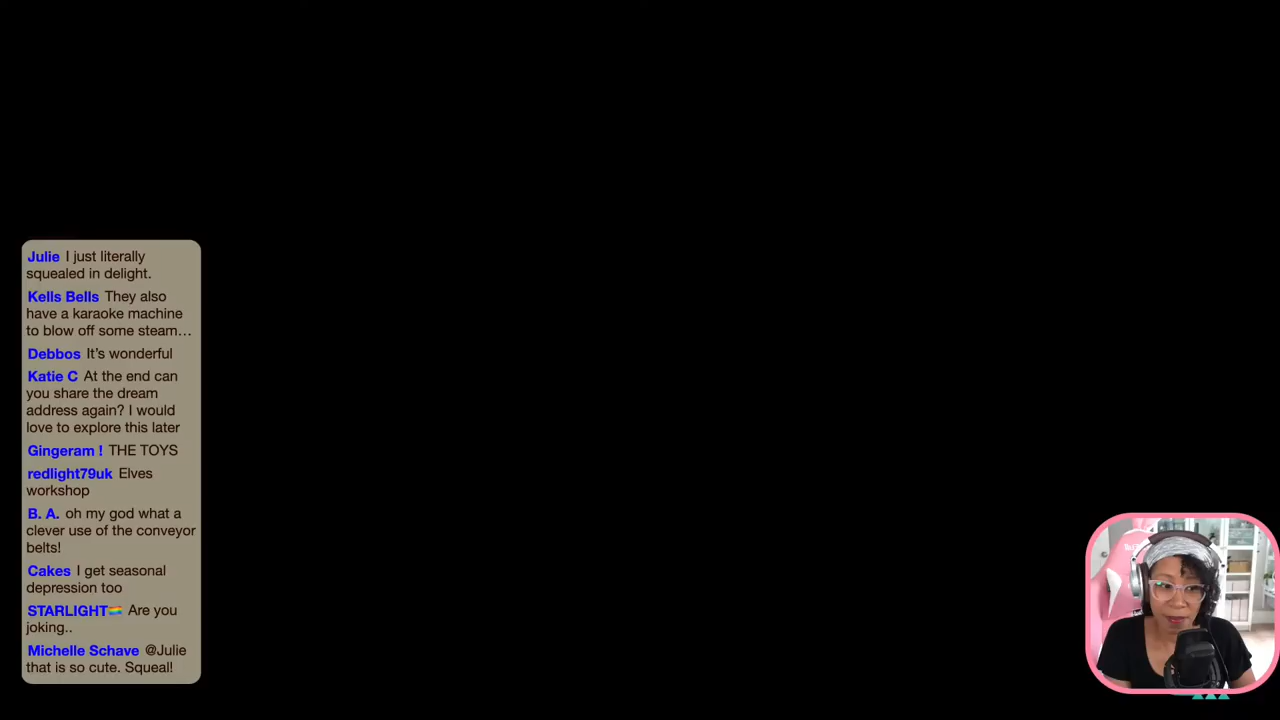 Julie I just literally
squealed in delight.
Kells Bells They also
have a karaoke machine
to blow off some steam…
Debbos It’s wonderful
Katie C At the end can
you share the dream
address again? I would
love to explore this later
Gingeram ! THE TOYS
redlight79uk Elves
workshop
B. A. oh my god what a
clever use of the conveyor
belts!
Cakes I get seasonal
depression too
STARLIGHT🏳️‍🌈 Are you
joking..
Michelle Schave @Julie
that is so cute. Squeal!